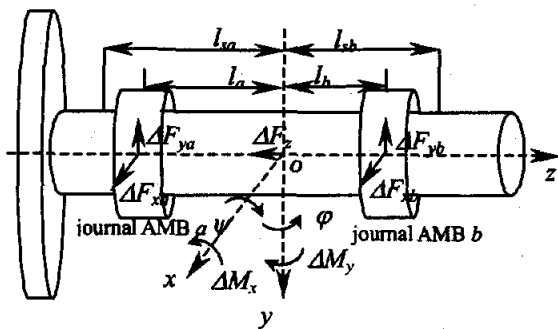 l_sa l_sb
l_a l_b
ΔF_ya ΔF_z ΔF_yb
o z
ΔF_xa ΔF_xb
journal AMB a ψ φ journal AMB b
x ΔM_x ΔM_y
y